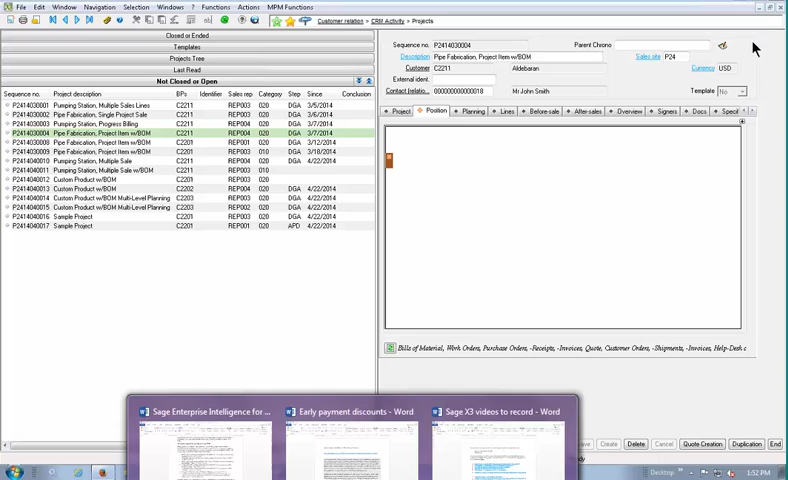 File Edit Window Navigation Selection Windows ? Functions Actions MPM Functions
Customer relation > CRM Activity > Projects
Closed or Ended
Templates
Projects Tree
Last Read
Not Closed or Open
Sequence no. Project description BPs Identifier Sales rep Category Step Since Conclusion
P2414030001 Pumping Station, Multiple Sales Lines C2211 REP003 020 DGA 3/5/2014
P2414030002 Pipe Fabrication, Single Project Sale C2211 REP004 020 DGA 3/7/2014
P2414030003 Pumping Station, Progress Billing C2211 REP004 020 DGA 3/7/2014
P2414030004 Pipe Fabrication, Project Item w/BOM C2211 REP004 020 DGA 3/7/2014
P2414030008 Pipe Fabrication, Project Item w/BOM C2201 REP001 020 DGA 3/12/2014
P2414030009 Pipe Fabrication, Project Item w/BOM C2201 REP003 010 DGA 3/18/2014
P2414040010 Pumping Station, Multiple Sale C2211 REP004 020 DGA 4/22/2014
P2414040011 Pumping Station, Multiple Sale w/BOM C2211 REP003 010
P2414040012 Custom Product w/BOM C2201 REP003 020
P2414040013 Custom Product w/BOM C2202 REP004 020 DGA 4/22/2014
P2414040014 Custom Product w/BOM Multi-Level Planning C2203 REP003 020 DGA 4/22/2014
P2414040015 Custom Product w/BOM Multi-Level Planning C2203 REP004 020 DGA 4/22/2014
P2414040016 Sample Project C2201 REP003 020 DGA 4/22/2014
P2414040017 Sample Project C2201 REP001 020 APD 4/22/2014
Sequence no. P2414030004 Parent Chrono
Description Pipe Fabrication, Project Item w/BOM Sales site P24
Customer C2211 Aldebaran Currency USD
External ident.
Contact (relatio... 000000000000018 Mr John Smith Template No
Project Position Planning Lines Before-sale After-sales Overview Signers Docs Specif
Bills of Material, Work Orders, Purchase Orders, -Receipts, -Invoices, Quote, Customer Orders, -Shipments, -Invoices, Help-Desk c
Create Delete Cancel Quote Creation Duplication End
Sage Enterprise Intelligence for ... Early payment discounts - Word Sage X3 videos to record - Word
Desktop 1:52 PM